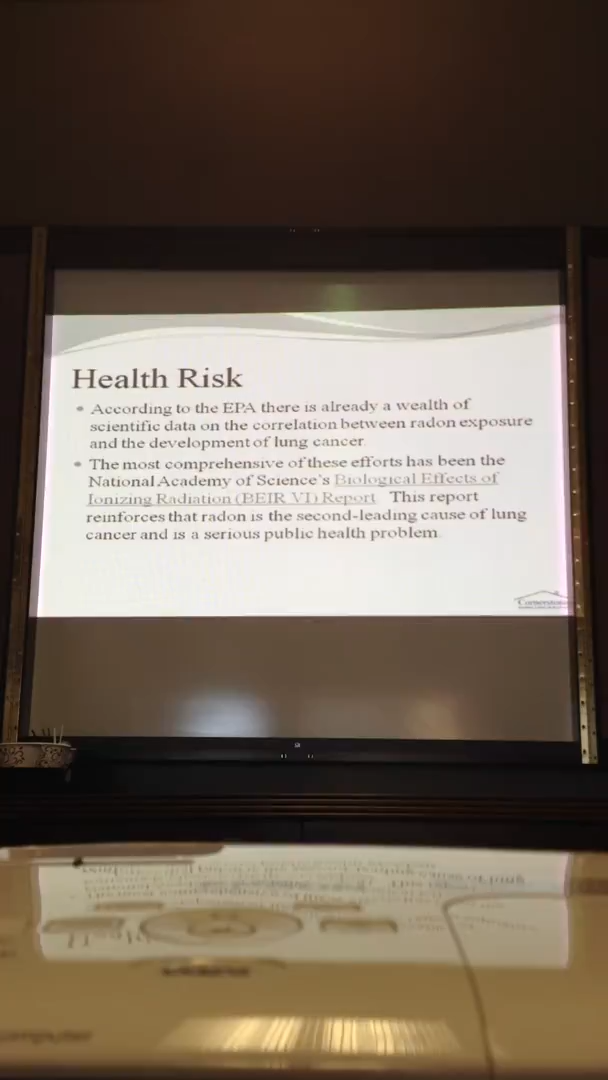 Health Risk
• According to the EPA there is already a wealth of
scientific data on the correlation between radon exposure
and the development of lung cancer.
• The most comprehensive of these efforts has been the
National Academy of Science's Biological Effects of
Ionizing Radiation (BEIR VI) Report. This report
reinforces that radon is the second-leading cause of lung
cancer and is a serious public health problem.
Cornerstone
computer